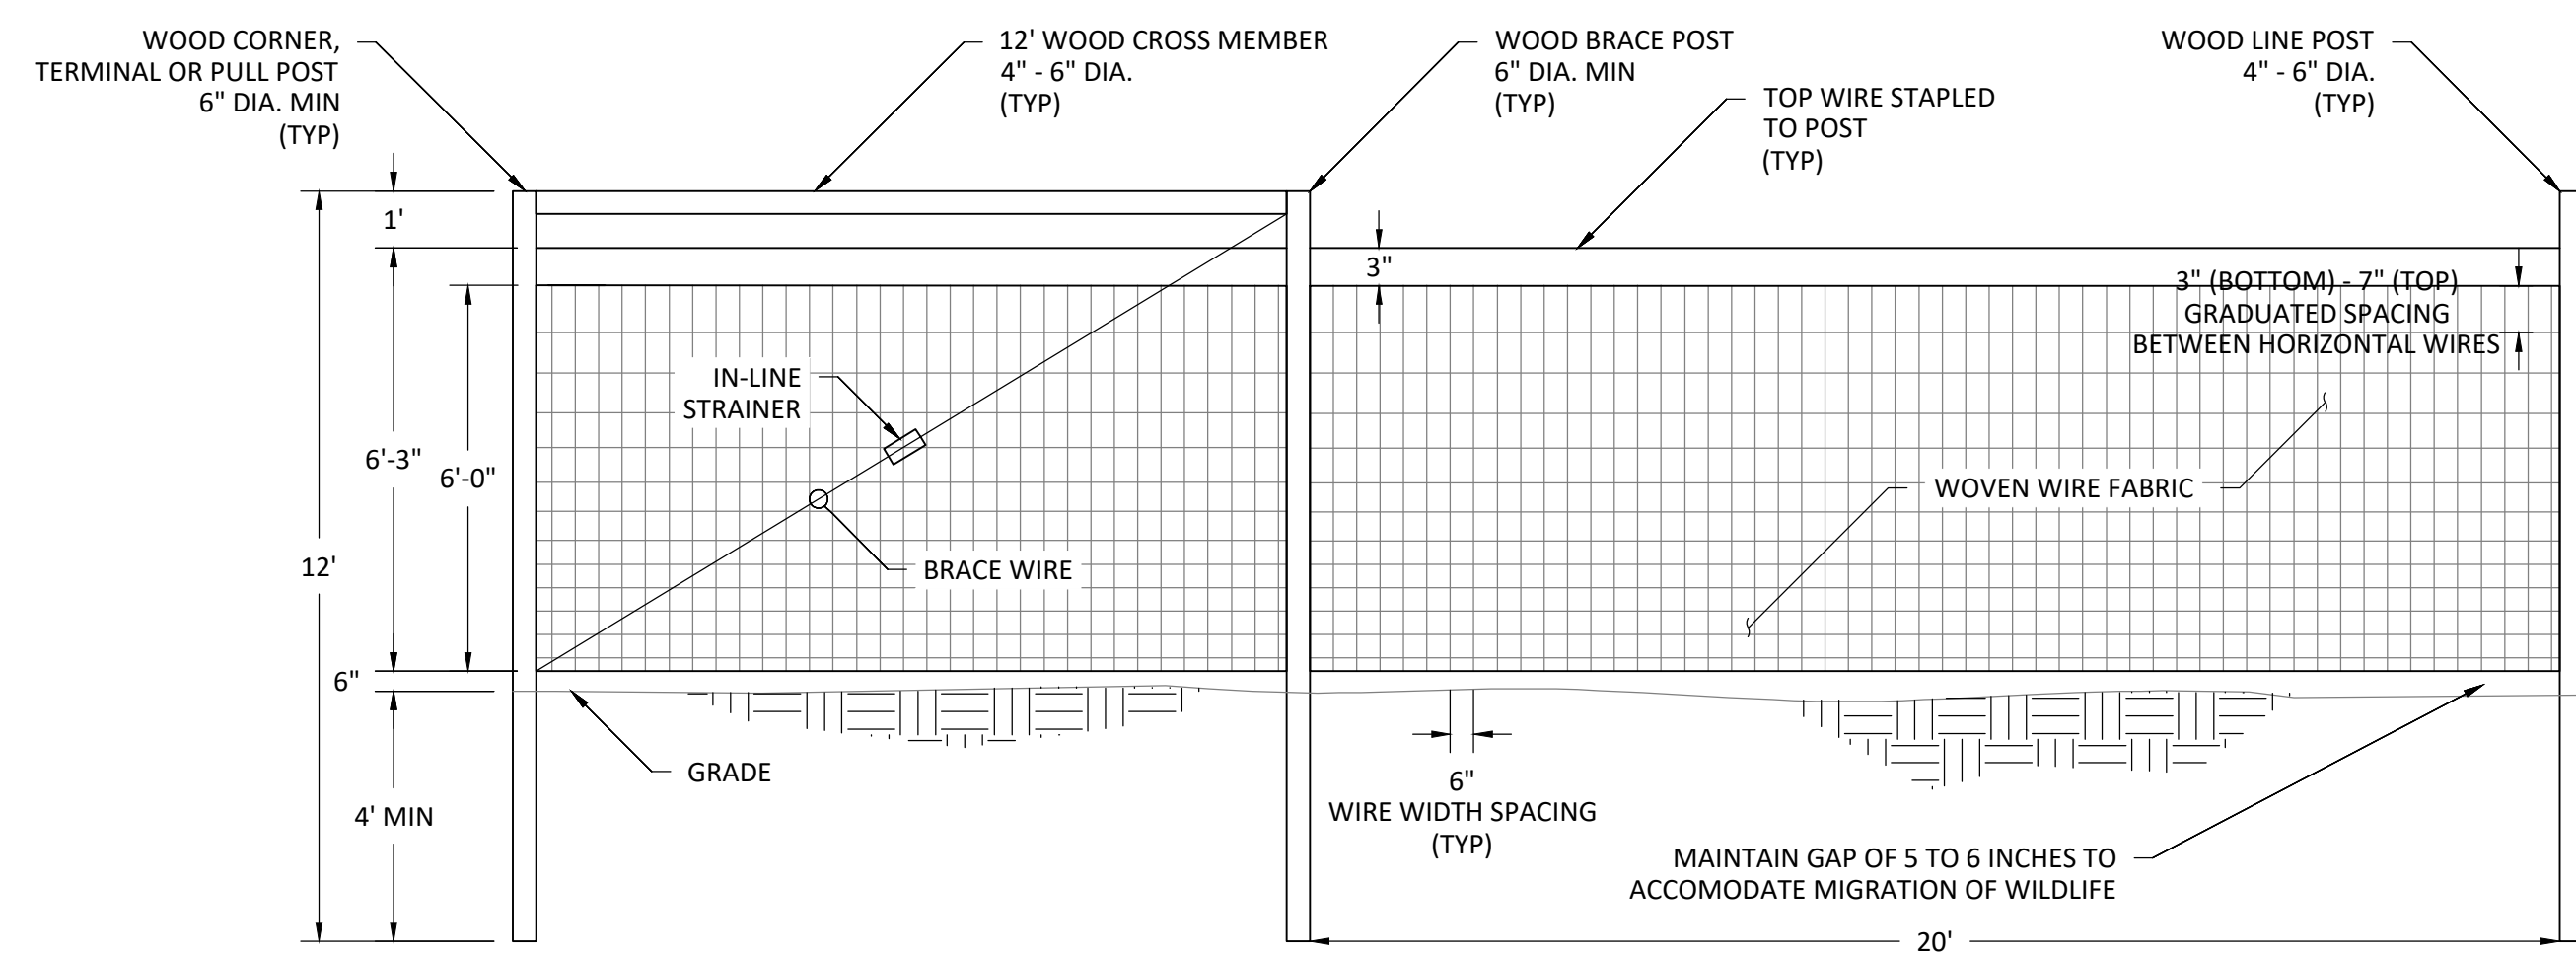 WOOD CORNER,
TERMINAL OR PULL POST
6" DIA. MIN
(TYP)
12' WOOD CROSS MEMBER
4" - 6" DIA.
(TYP)
WOOD BRACE POST
6" DIA. MIN
(TYP)
TOP WIRE STAPLED
TO POST
(TYP)
WOOD LINE POST
4" - 6" DIA.
(TYP)
1'
3"
3" (BOTTOM) - 7" (TOP)
GRADUATED SPACING
BETWEEN HORIZONTAL WIRES
IN-LINE
STRAINER
6'-3"
6'-0"
WOVEN WIRE FABRIC
12'
BRACE WIRE
6"
GRADE
4' MIN
6"
WIRE WIDTH SPACING
(TYP)
MAINTAIN GAP OF 5 TO 6 INCHES TO
ACCOMODATE MIGRATION OF WILDLIFE
20'